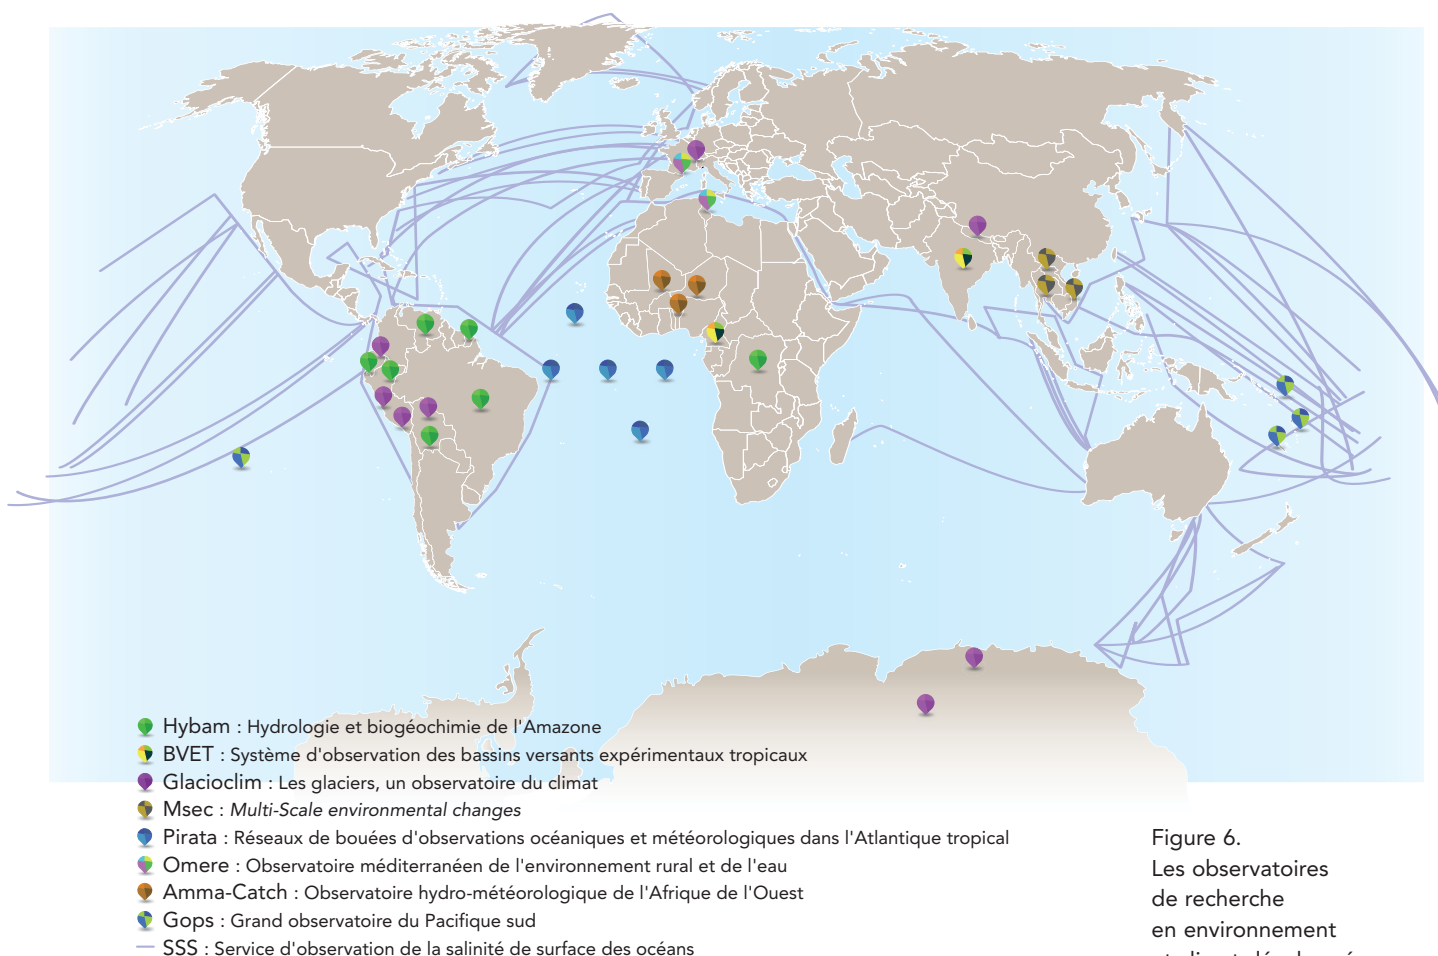 Hybam : Hydrologie et biogéochimie de l'Amazone
BVET : Système d'observation des bassins versants expérimentaux tropicaux
Glacioclim : Les glaciers, un observatoire du climat
Msec : Multi-Scale environmental changes
Pirata : Réseaux de bouées d'observations océaniques et météorologiques dans l'Atlantique tropical
Omere : Observatoire méditerranéen de l'environnement rural et de l'eau
Amma-Catch : Observatoire hydro-météorologique de l'Afrique de l'Ouest
Gops : Grand observatoire du Pacifique sud
SSS : Service d'observation de la salinité de surface des océans
Figure 6.
Les observatoires
de recherche
en environnement